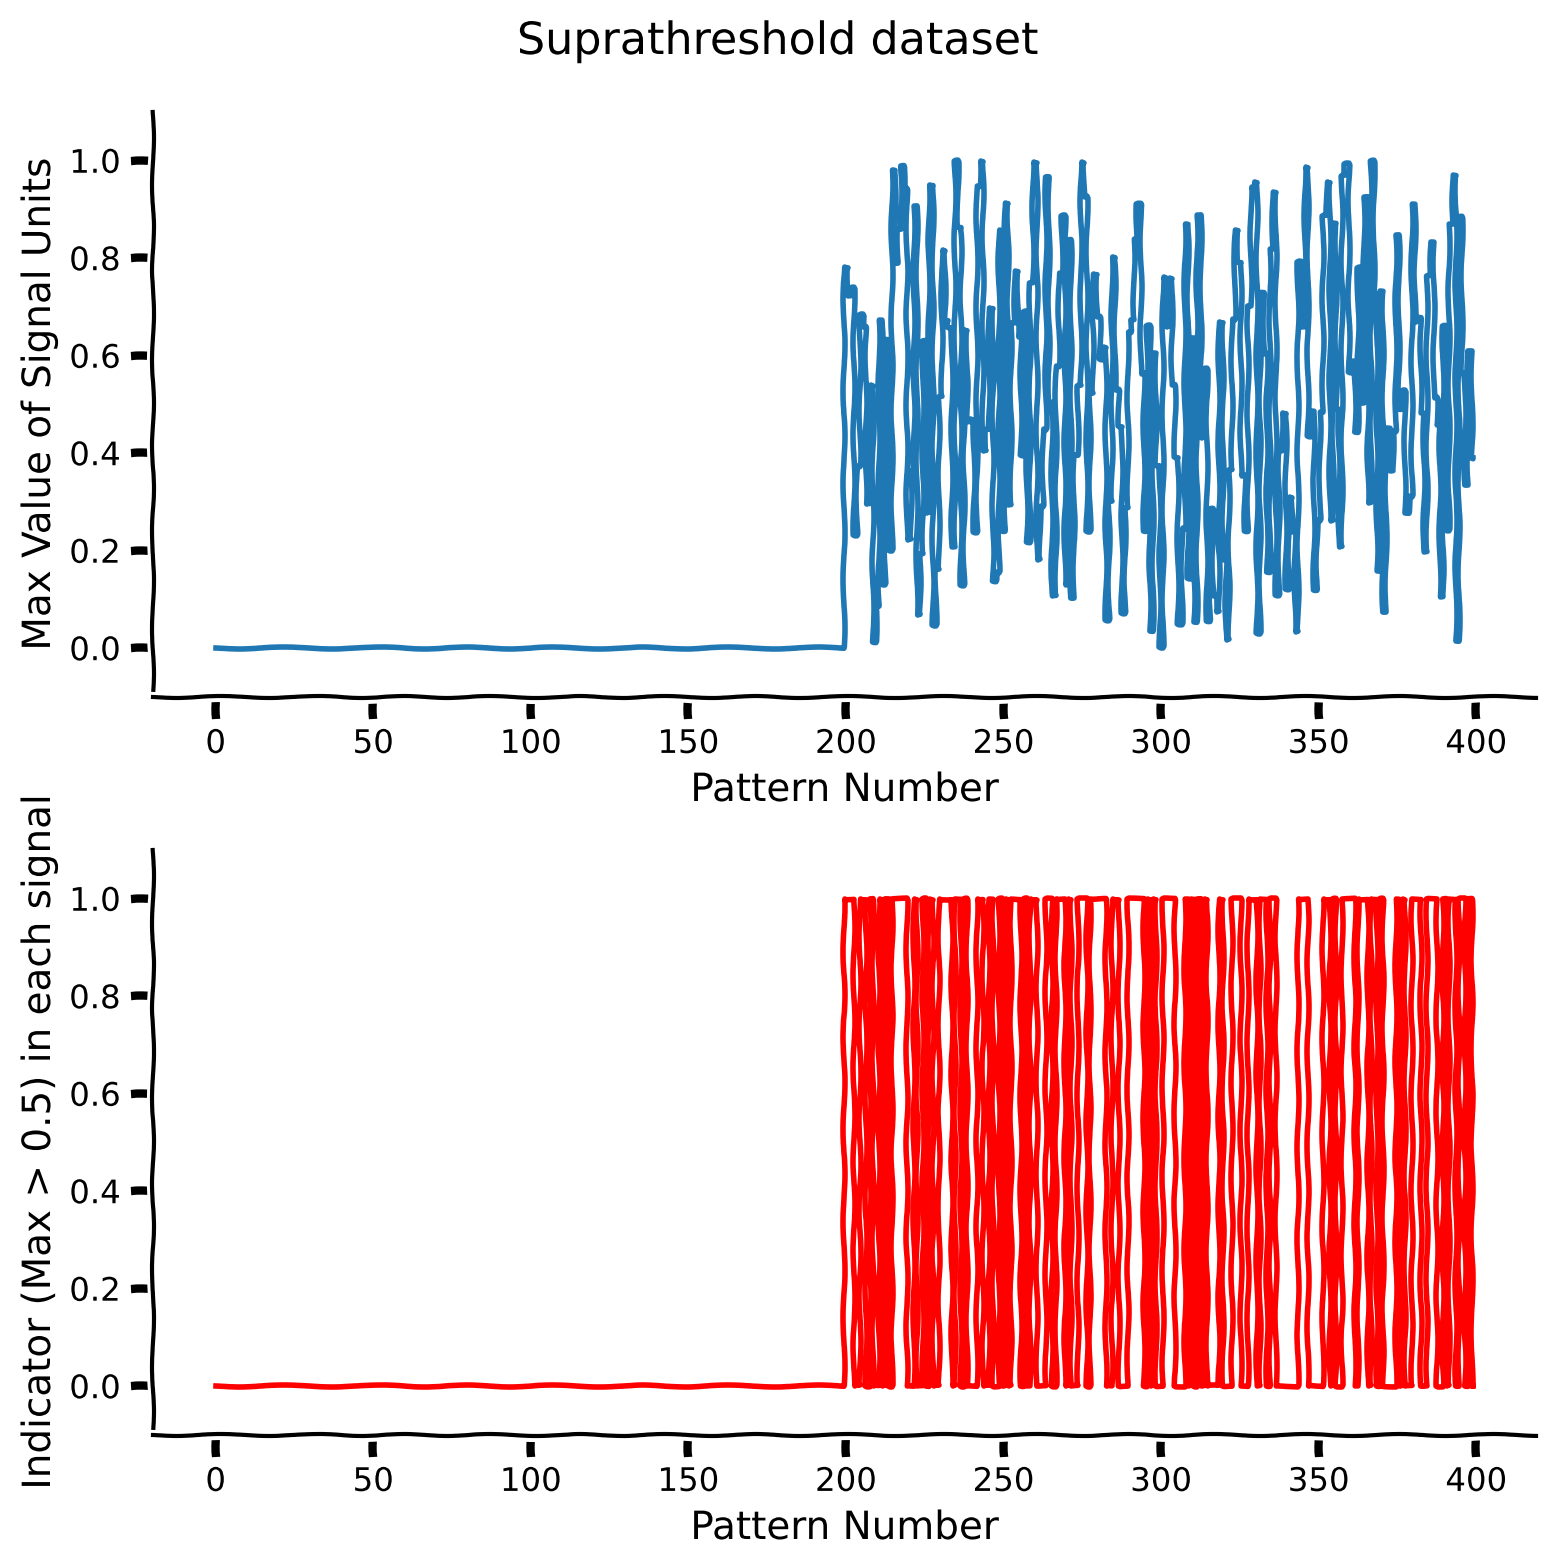 Suprathreshold dataset
Max Value of Signal Units
1.0
0.8
0.6
0.4
0.2
0.0
0 50 100 150 200 250 300 350 400
Pattern Number
Indicator (Max > 0.5) in each signal
1.0
0.8
0.6
0.4
0.2
0.0
0 50 100 150 200 250 300 350 400
Pattern Number